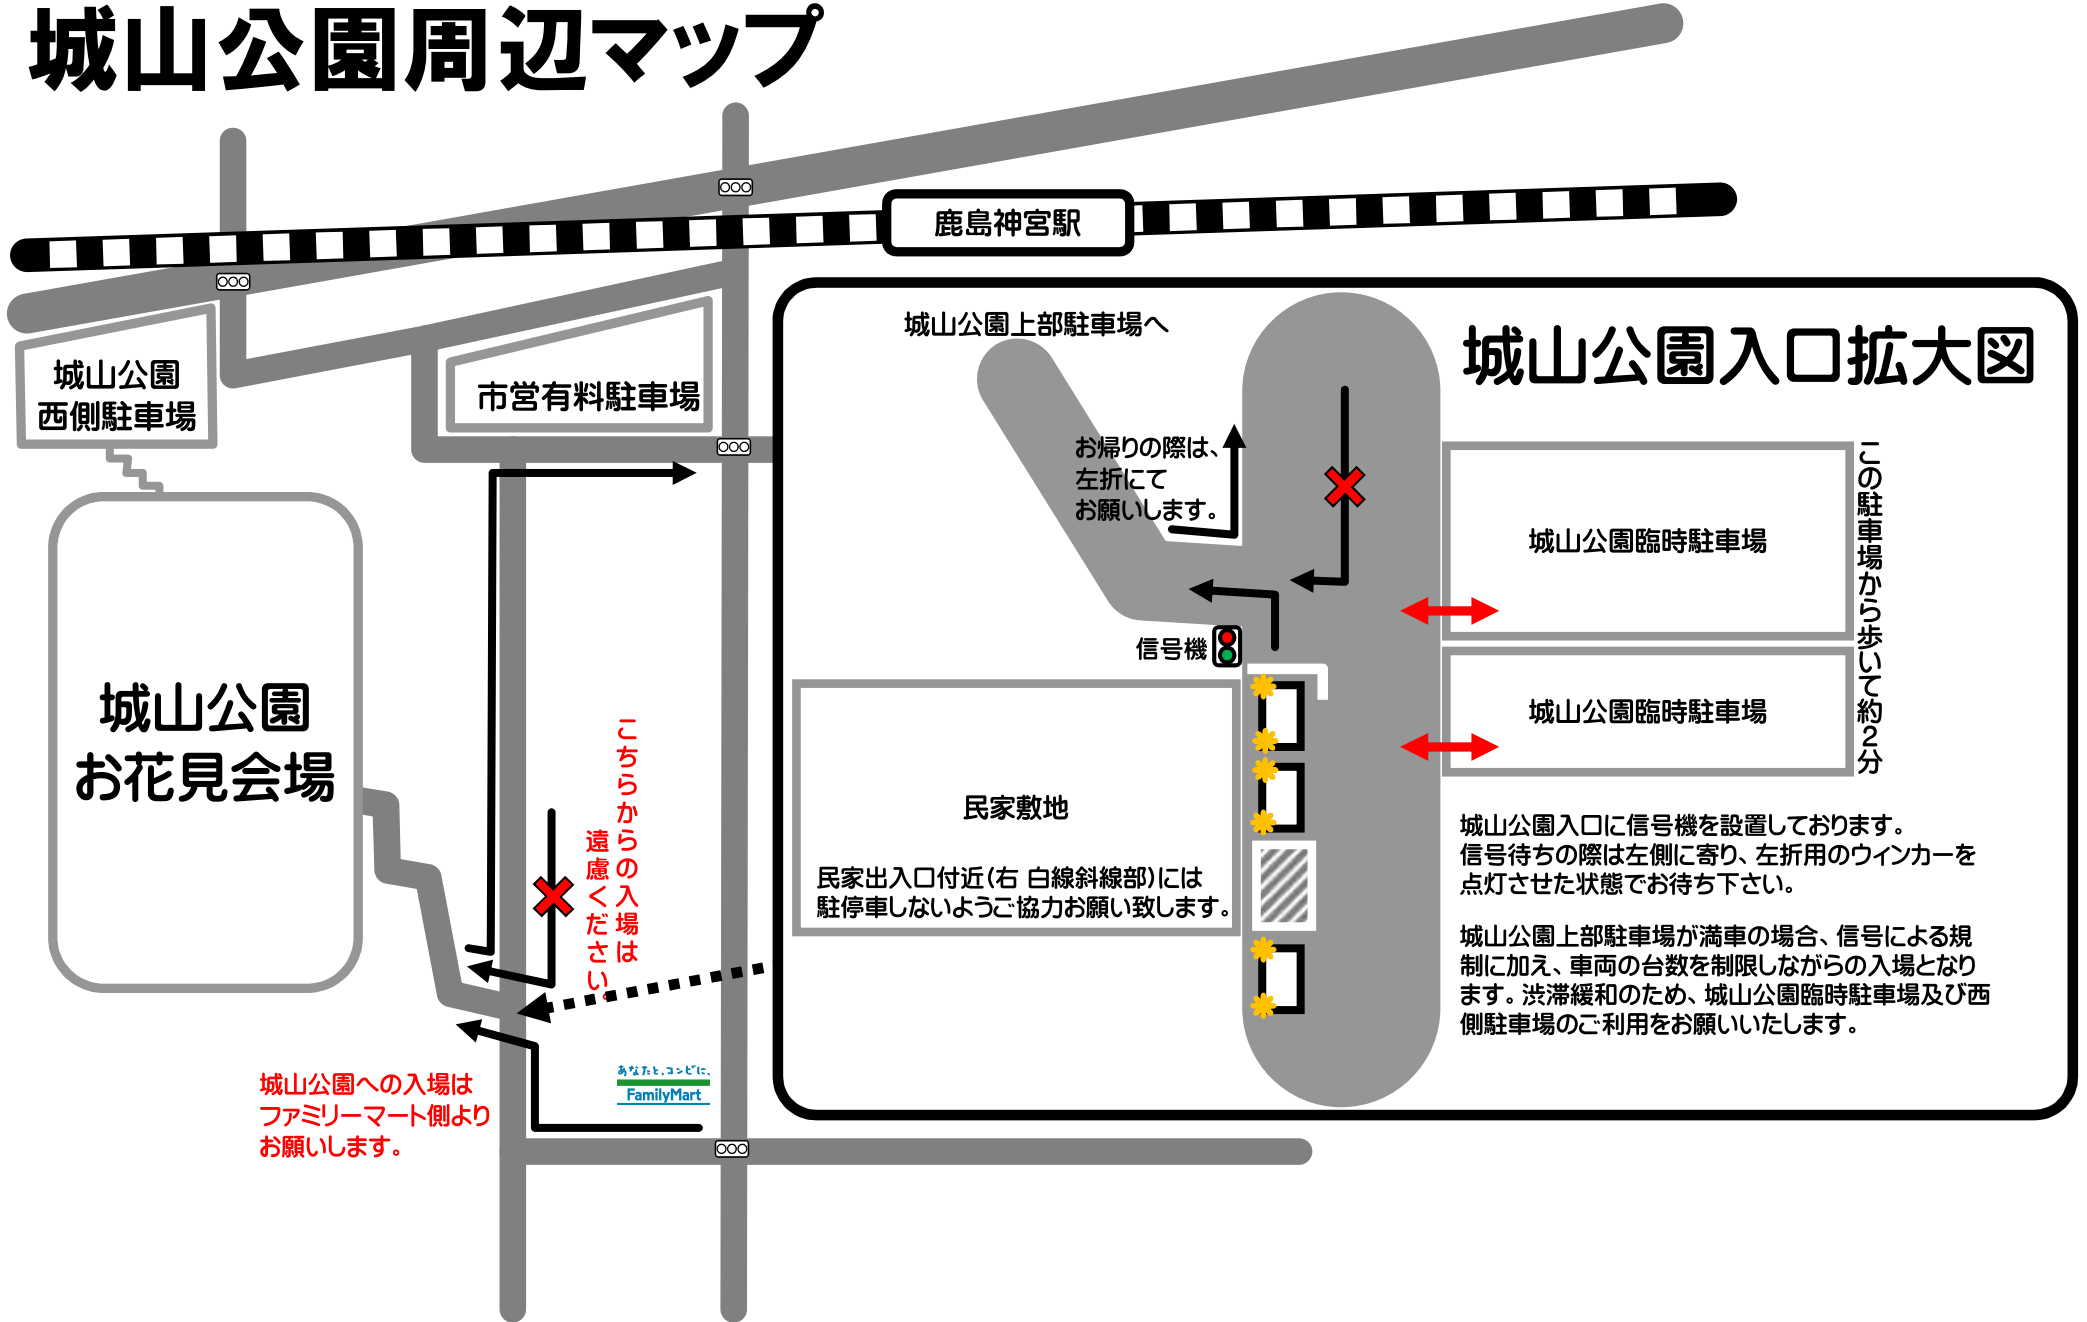 城山公園周辺マップ
鹿島神宮駅
城山公園
西側駐車場
市営有料駐車場
城山公園
お花見会場
こちらからの入場は
遠慮ください。
あなたと、コンビに、
FamilyMart
城山公園への入場は
ファミリーマート側より
お願いします。
城山公園入口拡大図
城山公園上部駐車場へ
お帰りの際は、
左折にて
お願いします。
信号機
城山公園臨時駐車場
城山公園臨時駐車場
この駐車場から歩いて約2分
民家敷地
民家出入口付近(右 白線斜線部)には
駐停車しないようご協力お願い致します。
城山公園入口に信号機を設置しております。
信号待ちの際は左側に寄り、左折用のウィンカーを
点灯させた状態でお待ち下さい。
城山公園上部駐車場が満車の場合、信号による規
制に加え、車両の台数を制限しながらの入場となり
ます。渋滞緩和のため、城山公園臨時駐車場及び西
側駐車場のご利用をお願いいたします。